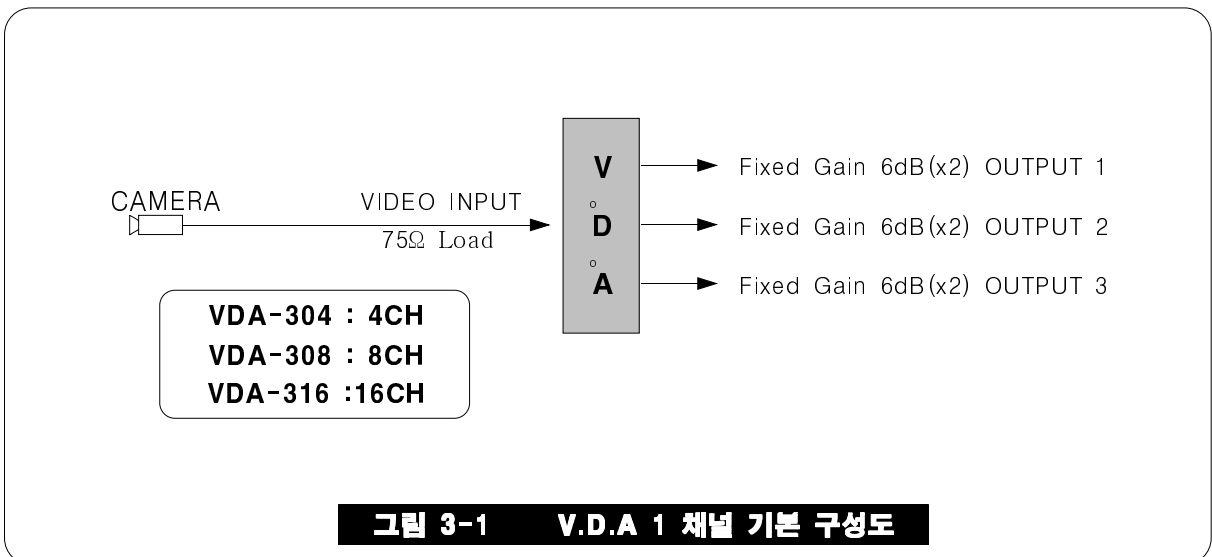 V
D
A
CAMERA
VIDEO INPUT
75Ω Load
Fixed Gain 6dB(x2) OUTPUT 1
Fixed Gain 6dB(x2) OUTPUT 2
Fixed Gain 6dB(x2) OUTPUT 3
VDA-304 : 4CH
VDA-308 : 8CH
VDA-316 :16CH
그림 3-1 V.D.A 1 채널 기본 구성도